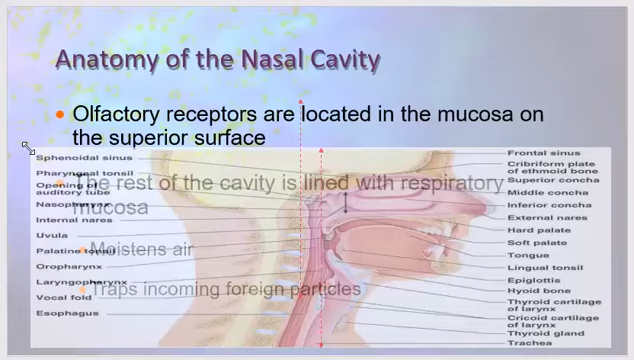 Anatomy of the Nasal Cavity
• Olfactory receptors are located in the mucosa on
the superior surface
• The rest of the cavity is lined with respiratory
mucosa
• Moistens air
• Traps incoming foreign particles
Sphenoidal sinus
Pharyngeal tonsil
Opening of
auditory tube
Nasopharynx
Internal nares
Uvula
Palatine tonsil
Oropharynx
Laryngopharynx
Vocal fold
Esophagus
Frontal sinus
Cribriform plate
of ethmoid bone
Superior concha
Middle concha
Inferior concha
External nares
Hard palate
Soft palate
Tongue
Lingual tonsil
Epiglottis
Hyoid bone
Thyroid cartilage
of larynx
Cricoid cartilage
of larynx
Thyroid gland
Trachea